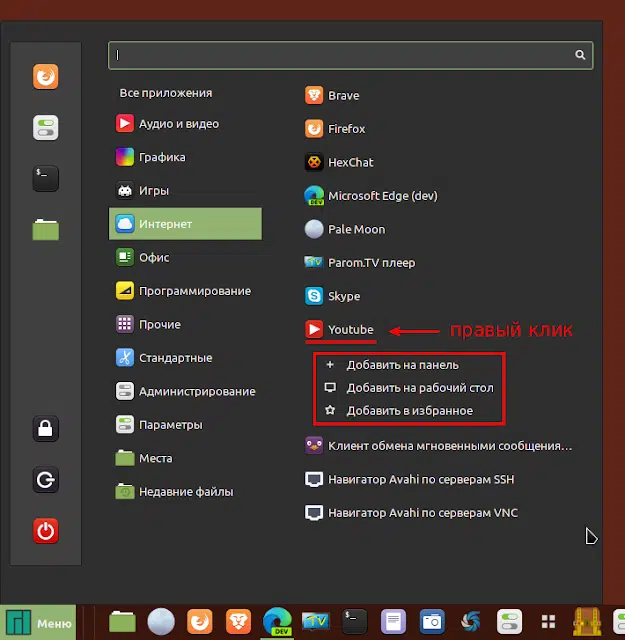 Все приложения
Аудио и видео
Графика
Игры
Интернет
Офис
Программирование
Прочие
Стандартные
Администрирование
Параметры
Места
Недавние файлы
Brave
Firefox
HexChat
Microsoft Edge (dev)
Pale Moon
Parom.TV плеер
Skype
Youtube
правый клик
Добавить на панель
Добавить на рабочий стол
Добавить в избранное
Клиент обмена мгновенными сообщения...
Навигатор Avahi по серверам SSH
Навигатор Avahi по серверам VNC
Меню
DEV
TV